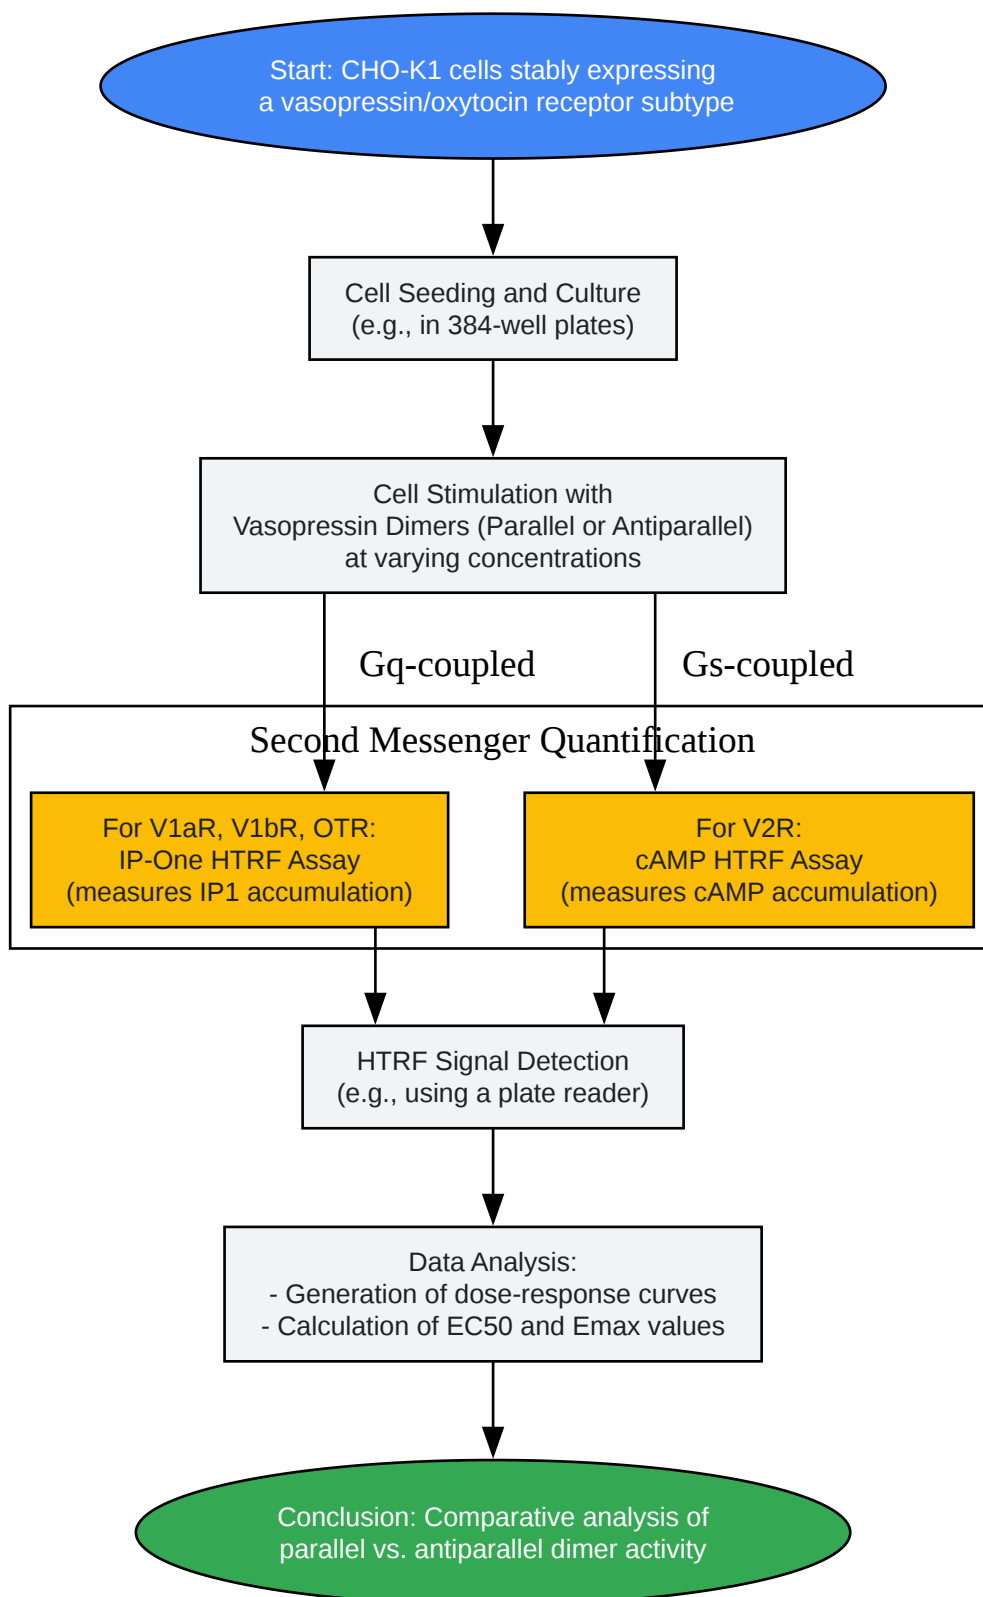 Start: CHO-K1 cells stably expressing
a vasopressin/oxytocin receptor subtype
Cell Seeding and Culture
(e.g., in 384-well plates)
Cell Stimulation with
Vasopressin Dimers (Parallel or Antiparallel)
at varying concentrations
Gq-coupled
Gs-coupled
Second Messenger Quantification
For V1aR, V1bR, OTR:
IP-One HTRF Assay
(measures IP1 accumulation)
For V2R:
cAMP HTRF Assay
(measures cAMP accumulation)
HTRF Signal Detection
(e.g., using a plate reader)
Data Analysis:
- Generation of dose-response curves
- Calculation of EC50 and Emax values
Conclusion: Comparative analysis of
parallel vs. antiparallel dimer activity